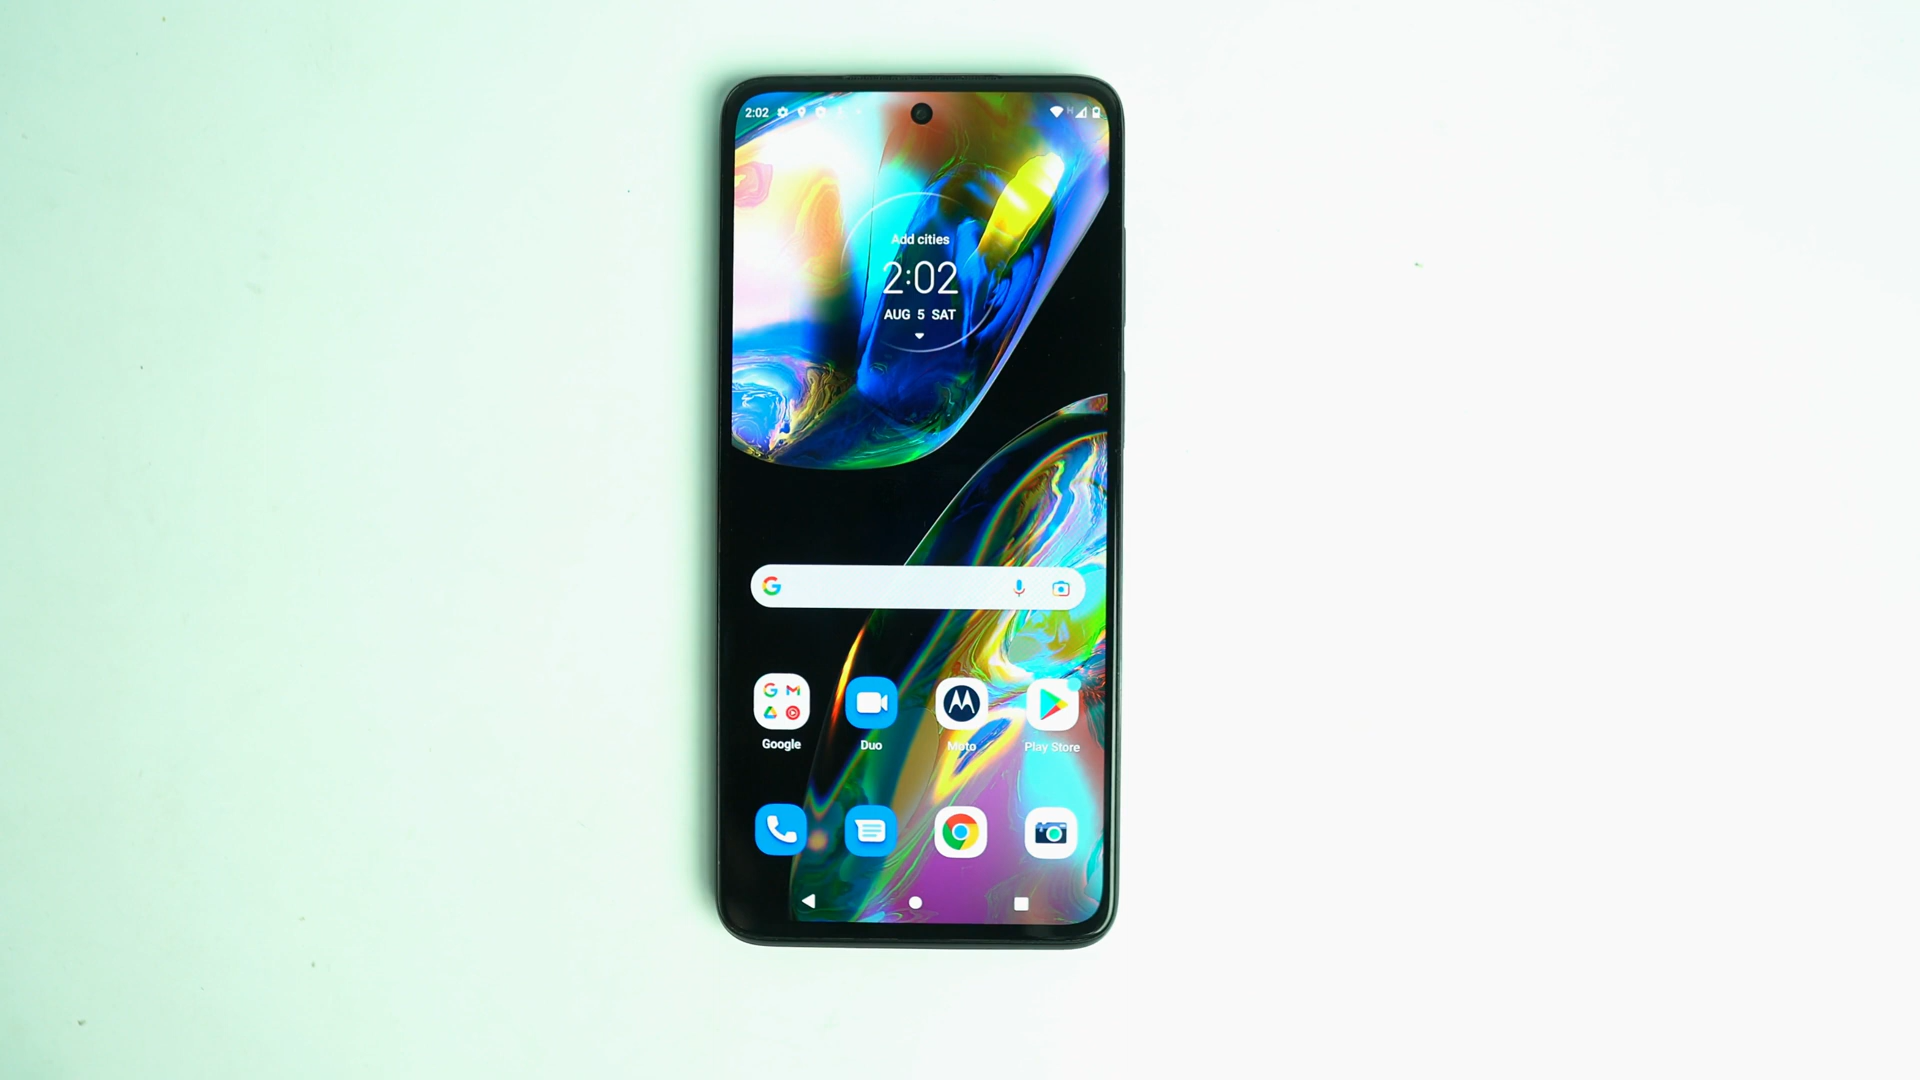 2:02
H
Add cities
2:02
AUG 5 SAT
G
Google
Duo
Moto
Play Store